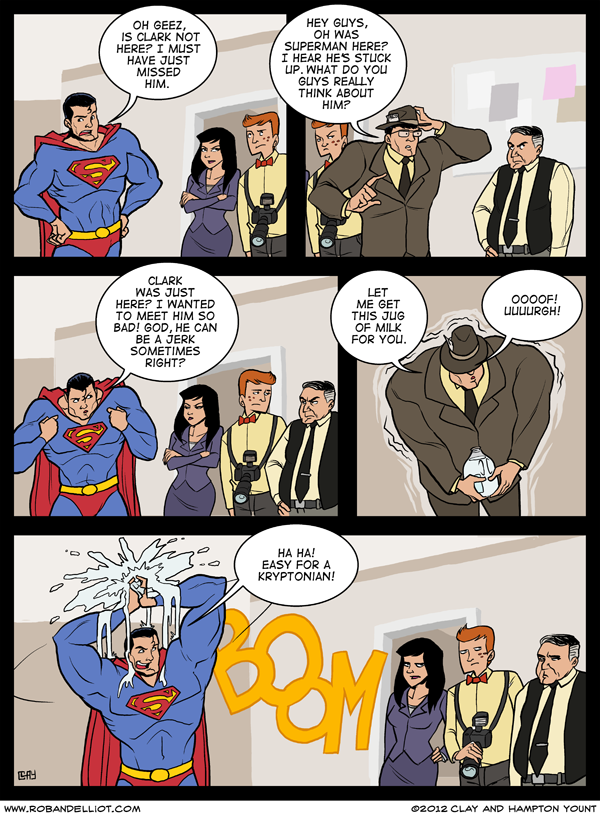 OH GEEZ,
IS CLARK NOT
HERE? I MUST
HAVE JUST
MISSED
HIM.
HEY GUYS,
OH WAS
SUPERMAN HERE?
I HEAR HE'S STUCK
UP. WHAT DO YOU
GUYS REALLY
THINK ABOUT
HIM?
CLARK
WAS JUST
HERE? I WANTED
TO MEET HIM SO
BAD! GOD, HE CAN
BE A JERK
SOMETIMES
RIGHT?
LET
ME GET
THIS JUG
OF MILK
FOR YOU.
OOOOF!
UUUURGH!
HA HA!
EASY FOR A
KRYPTONIAN!
BOOM
CLAY
WWW.ROBANDELLIOT.COM
©2012 CLAY AND HAMPTON YOUNT